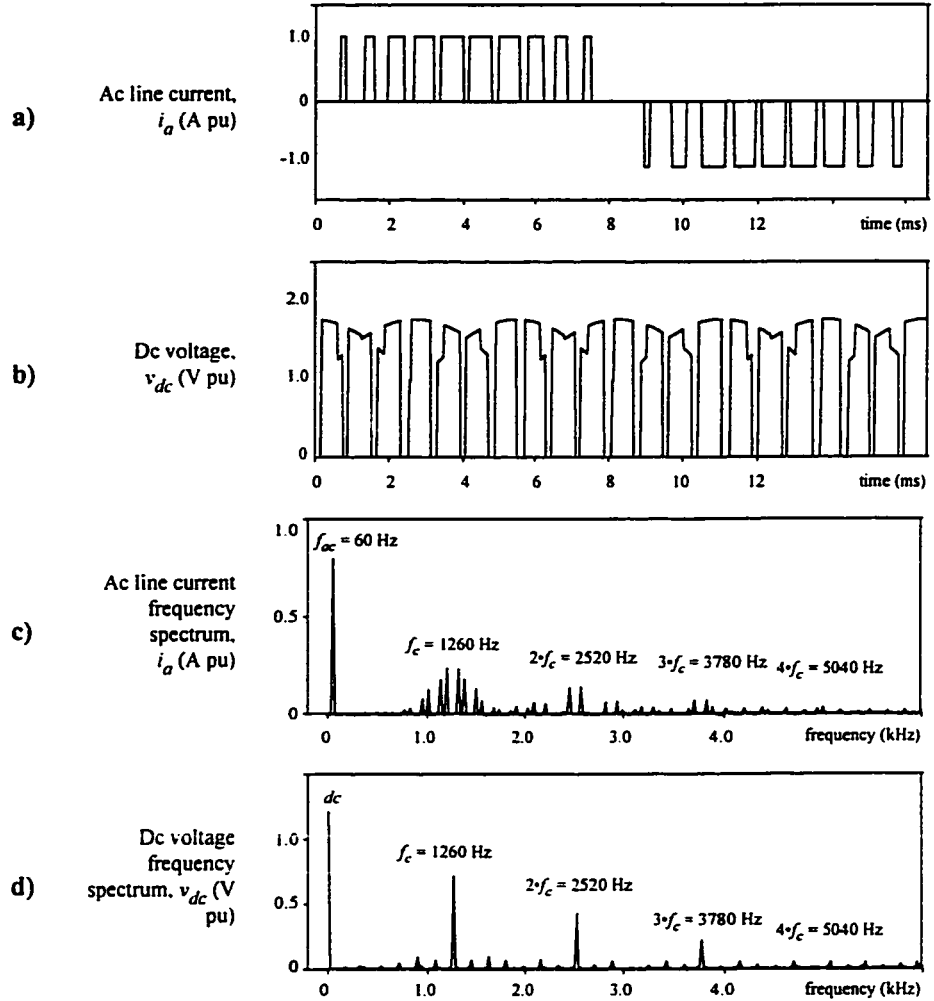 a)
Ac line current,
i_a (A pu)
1.0
0
-1.0
0 2 4 6 8 10 12 time (ms)
b)
Dc voltage,
v_dc (V pu)
2.0
1.0
0
0 2 4 6 8 10 12 time (ms)
c)
Ac line current
frequency
spectrum,
i_a (A pu)
1.0
0.5
0
f_ac = 60 Hz
f_c = 1260 Hz
2•f_c = 2520 Hz
3•f_c = 3780 Hz
4•f_c = 5040 Hz
0 1.0 2.0 3.0 4.0 frequency (kHz)
d)
Dc voltage
frequency
spectrum, v_dc (V
pu)
1.0
0.5
0
dc
f_c = 1260 Hz
2•f_c = 2520 Hz
3•f_c = 3780 Hz
4•f_c = 5040 Hz
0 1.0 2.0 3.0 4.0 frequency (kHz)